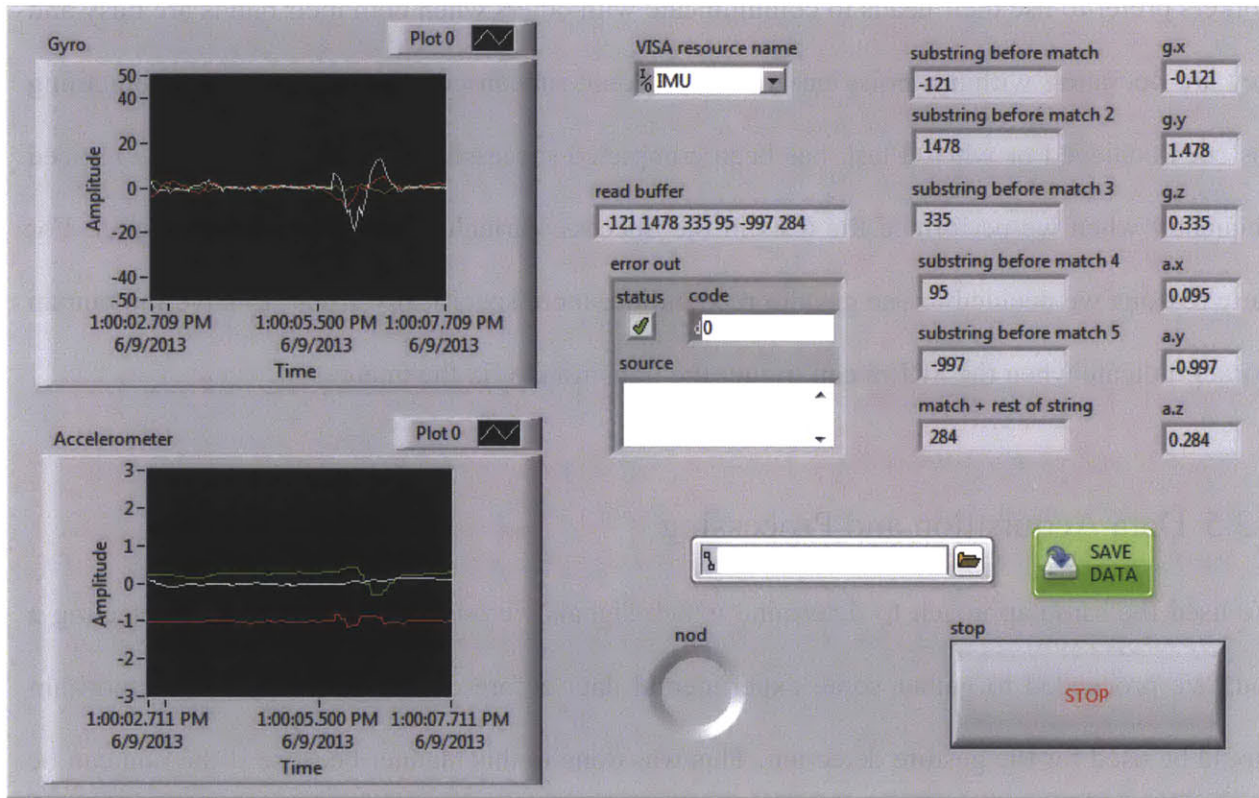 Gyro
Plot 0
50
40
20
0
-20
-40
-50
Amplitude
1:00:02.709 PM 1:00:05.500 PM 1:00:07.709 PM
6/9/2013 6/9/2013 6/9/2013
Time
Accelerometer
Plot 0
3
2
1
0
-1
-2
-3
Amplitude
1:00:02.711 PM 1:00:05.500 PM 1:00:07.711 PM
6/9/2013 6/9/2013 6/9/2013
Time
VISA resource name
I/O IMU
read buffer
-121 1478 335 95 -997 284
error out
status code
d 0
source
substring before match
-121
substring before match 2
1478
substring before match 3
335
substring before match 4
95
substring before match 5
-997
match + rest of string
284
g.x
-0.121
g.y
1.478
g.z
0.335
a.x
0.095
a.y
-0.997
a.z
0.284
SAVE
DATA
nod
stop
STOP